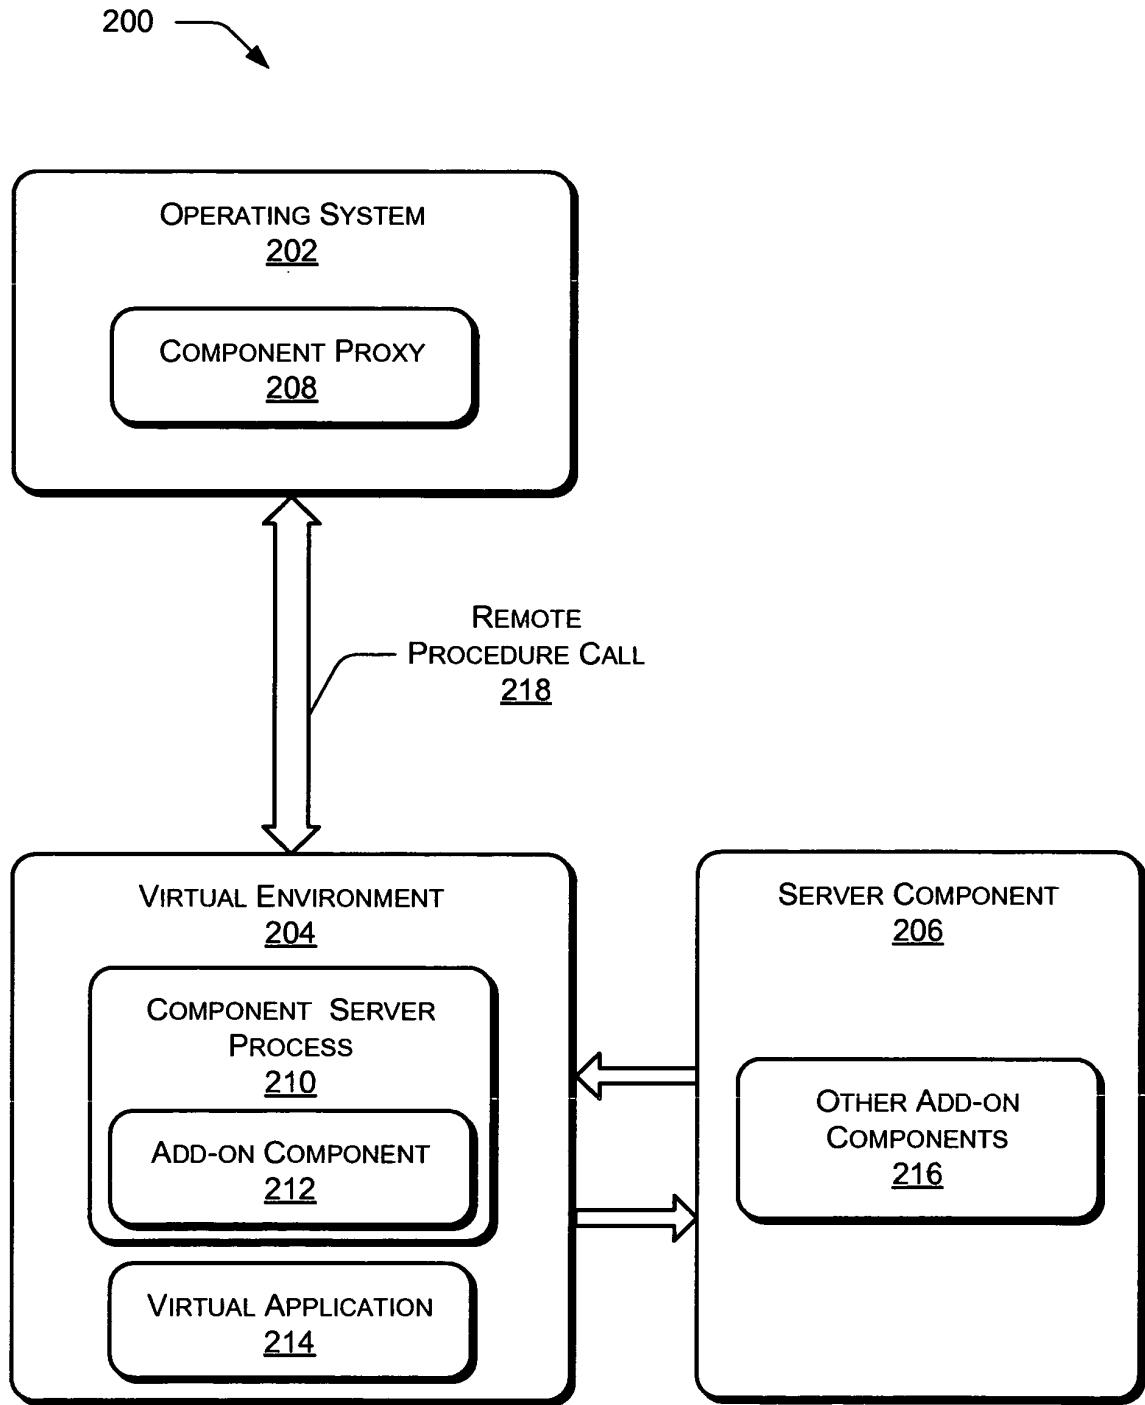 200
OPERATING SYSTEM
202
COMPONENT PROXY
208
REMOTE
PROCEDURE CALL
218
VIRTUAL ENVIRONMENT
204
COMPONENT SERVER
PROCESS
210
ADD-ON COMPONENT
212
VIRTUAL APPLICATION
214
SERVER COMPONENT
206
OTHER ADD-ON
COMPONENTS
216